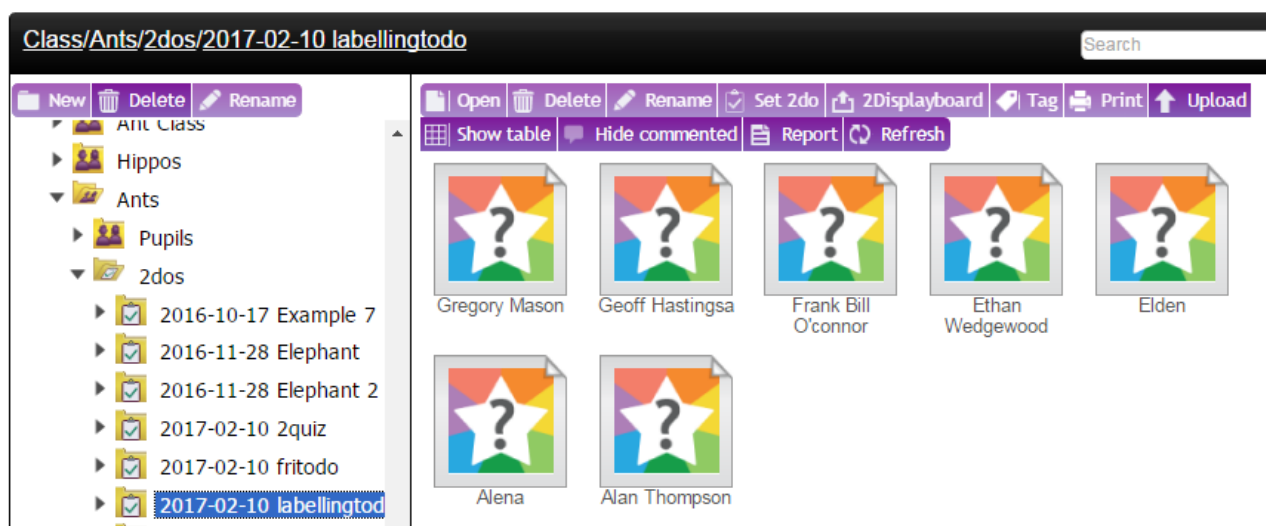 Class/Ants/2dos/2017-02-10 labellingtodo
Search
New Delete Rename
Ant Class
Hippos
Ants
Pupils
2dos
2016-10-17 Example 7
2016-11-28 Elephant
2016-11-28 Elephant 2
2017-02-10 2quiz
2017-02-10 fritodo
2017-02-10 labellingtod
Open Delete Rename Set 2do 2Displayboard Tag Print Upload
Show table Hide commented Report Refresh
? ? ? ? ?
Gregory Mason Geoff Hastingsa Frank Bill O'connor Ethan Wedgewood Elden
? ?
Alena Alan Thompson